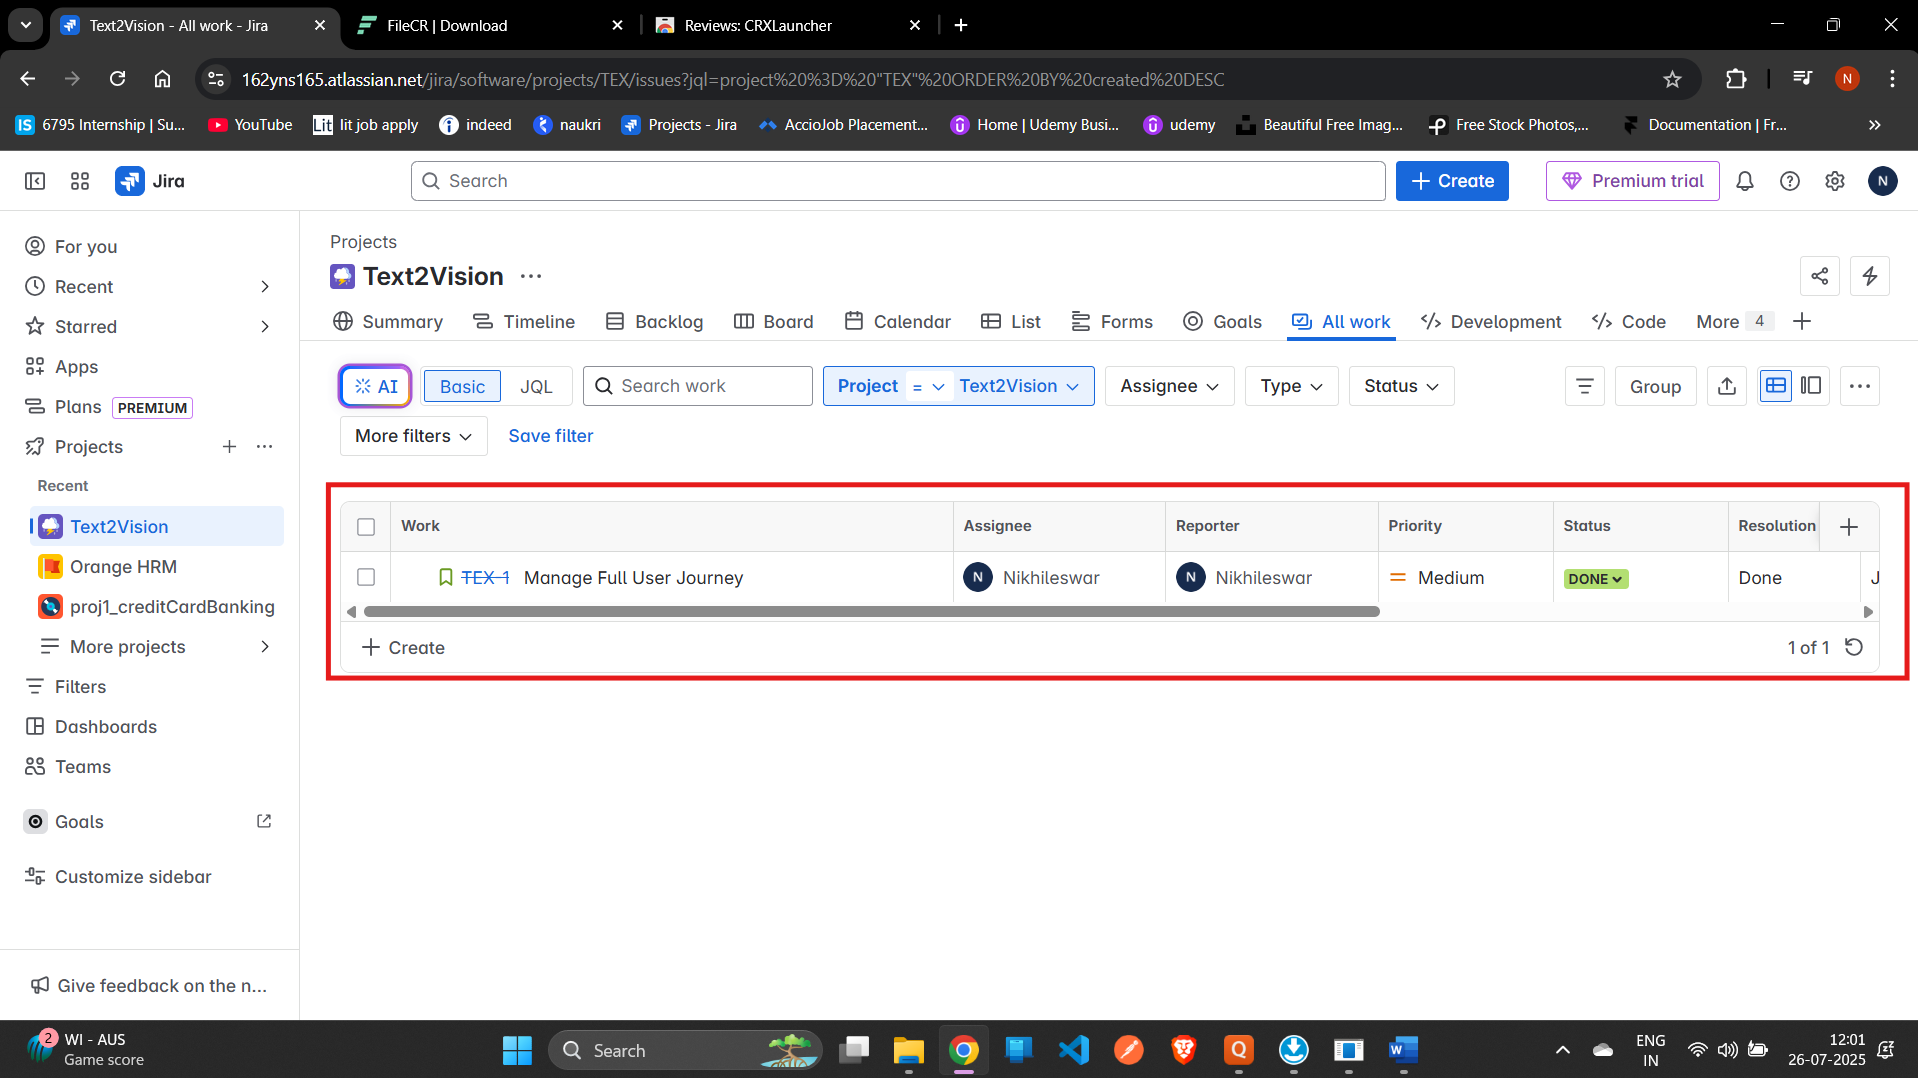 Text2Vision - All work - Jira
FileCR | Download
Reviews: CRXLauncher
162yns165.atlassian.net/jira/software/projects/TEX/issues?jql=project%20%3D%20"TEX"%20ORDER%20BY%20created%20DESC
N
IS 6795 Internship | Su...
YouTube
Lit lit job apply
indeed
naukri
Projects - Jira
AccioJob Placement...
Home | Udemy Busi...
udemy
Beautiful Free Imag...
Free Stock Photos,...
Documentation | Fr...
Jira
Search
Create
Premium trial
N
For you
Recent
Starred
Apps
Plans PREMIUM
Projects
Recent
Text2Vision
Orange HRM
proj1_creditCardBanking
More projects
Filters
Dashboards
Teams
Goals
Customize sidebar
Give feedback on the n...
Projects
Text2Vision
Summary
Timeline
Backlog
Board
Calendar
List
Forms
Goals
All work
Development
Code
More 4
AI
Basic
JQL
Search work
Project = Text2Vision
Assignee
Type
Status
Group
More filters
Save filter
Work Assignee Reporter Priority Status Resolution
TEX-1 Manage Full User Journey N Nikhileswar N Nikhileswar Medium DONE Done J
Create
1 of 1
2
WI - AUS
Game score
Search
Q
W
ENG
IN
12:01
26-07-2025